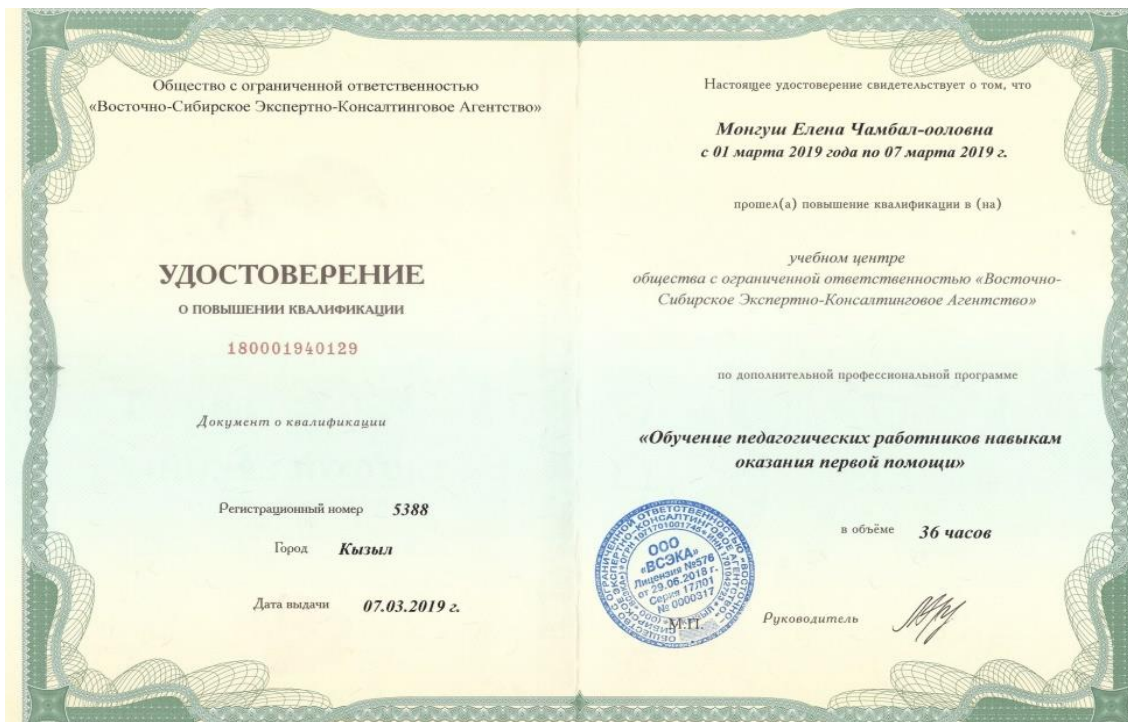 Общество с ограниченной ответственностью
«Восточно-Сибирское Экспертно-Консалтинговое Агентство»
УДОСТОВЕРЕНИЕ
О ПОВЫШЕНИИ КВАЛИФИКАЦИИ
180001940129
Документ о квалификации
Регистрационный номер 5388
Город Кызыл
Дата выдачи 07.03.2019 г.
Настоящее удостоверение свидетельствует о том, что
Монгуш Елена Чамбал-ооловна
с 01 марта 2019 года по 07 марта 2019 г.
прошел(а) повышение квалификации в (на)
учебном центре
общества с ограниченной ответственностью «Восточно-
Сибирское Экспертно-Консалтинговое Агентство»
по дополнительной профессиональной программе
«Обучение педагогических работников навыкам
оказания первой помощи»
в объёме 36 часов
ООО
«ВСЭКА»
Лицензия №576
от 29.06.2018 г.
Серия 17Л01
№ 0000317
М.П.
Руководитель